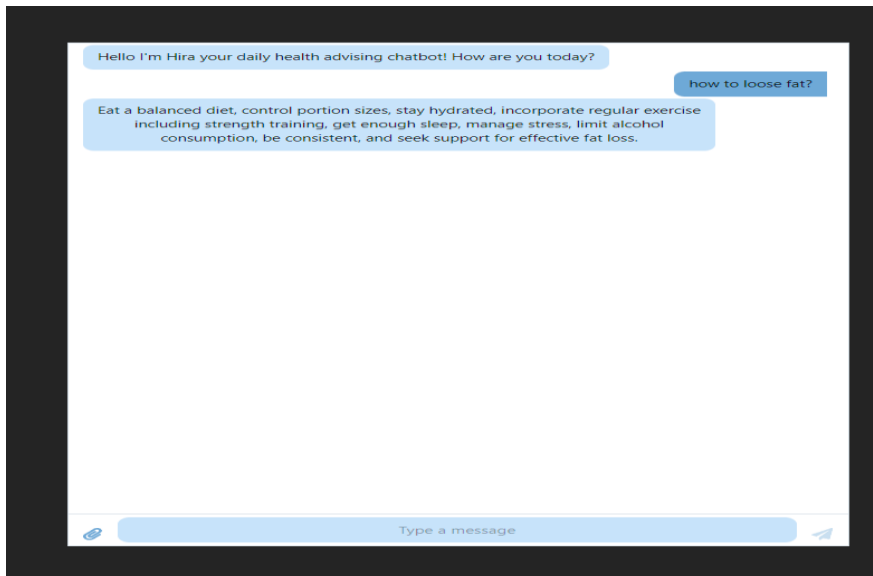 Hello I'm Hira your daily health advising chatbot! How are you today?
how to loose fat?
Eat a balanced diet, control portion sizes, stay hydrated, incorporate regular exercise
including strength training, get enough sleep, manage stress, limit alcohol
consumption, be consistent, and seek support for effective fat loss.
Type a message